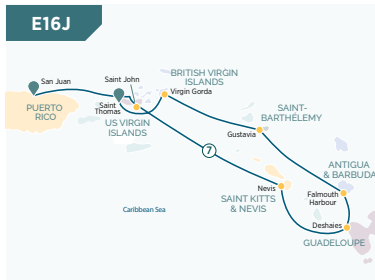 E16J
San Juan
Saint John
BRITISH VIRGIN
ISLANDS
Virgin Gorda
PUERTO
RICO
Saint
Thomas
US VIRGIN
ISLANDS
SAINT-
BARTHÉLEMY
Gustavia
7
ANTIGUA
& BARBUDA
Nevis
SAINT KITTS
& NEVIS
Falmouth
Harbour
Caribbean Sea
Deshaies
GUADELOUPE